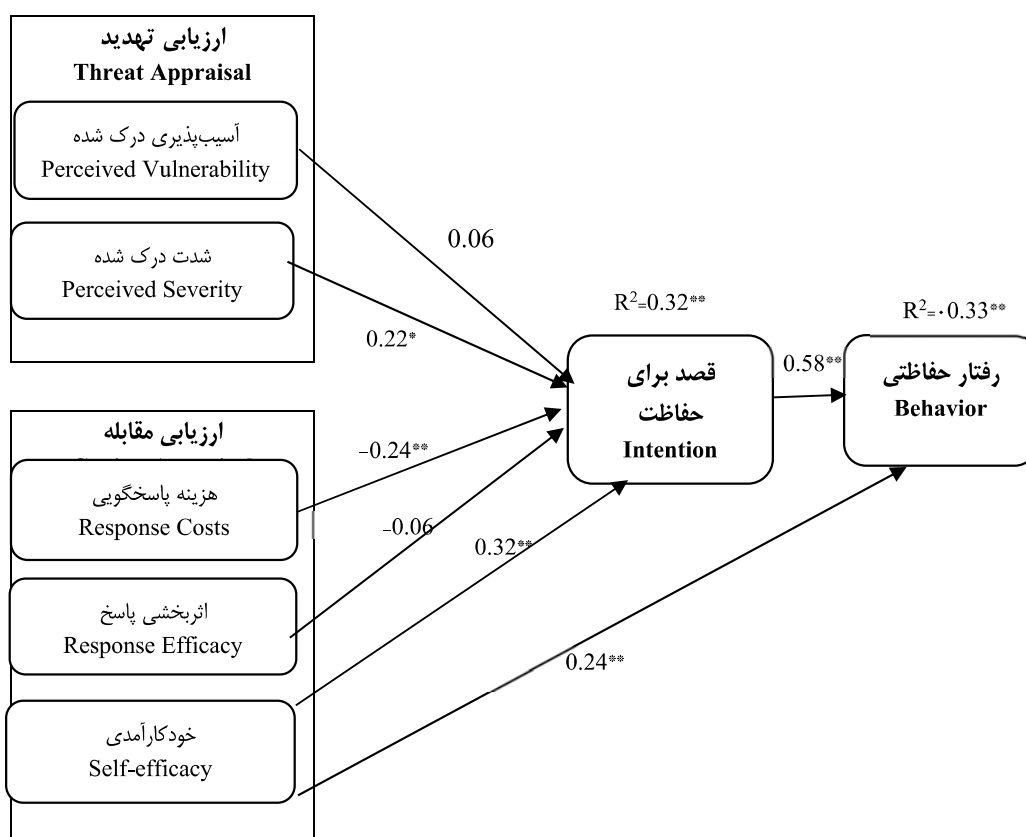 ارزیابی تهدید
Threat Appraisal
آسیب‌پذیری درک شده
Perceived Vulnerability
شدت درک شده
Perceived Severity
0.06
0.22*
R²=0.32**
R²=۰0.33**
قصد برای
حفاظت
Intention
0.58**
رفتار حفاظتی
Behavior
ارزیابی مقابله
هزینه پاسخگویی
Response Costs
اثربخشی پاسخ
Response Efficacy
خودکارآمدی
Self-efficacy
−0.24**
−0.06
0.32**
0.24**